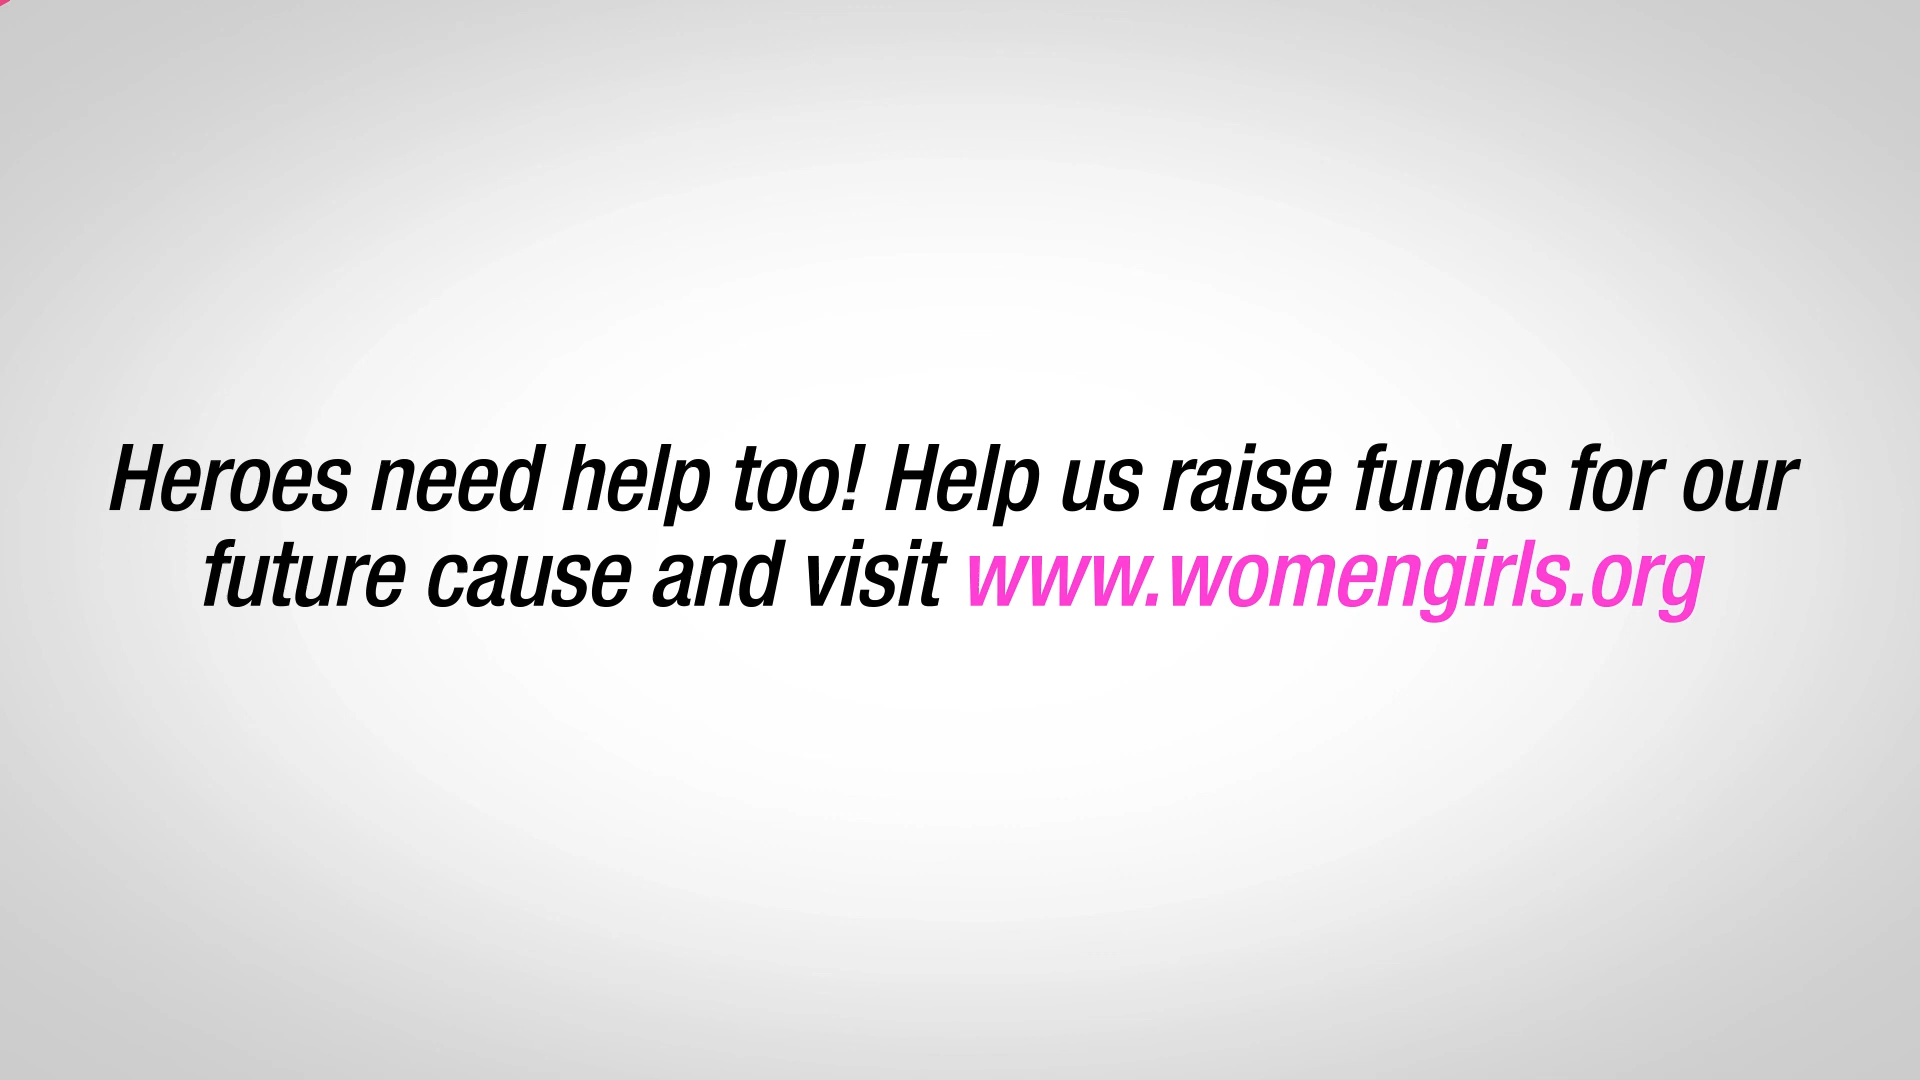 Heroes need help too! Help us raise funds for our
future cause and visit www.womengirls.org